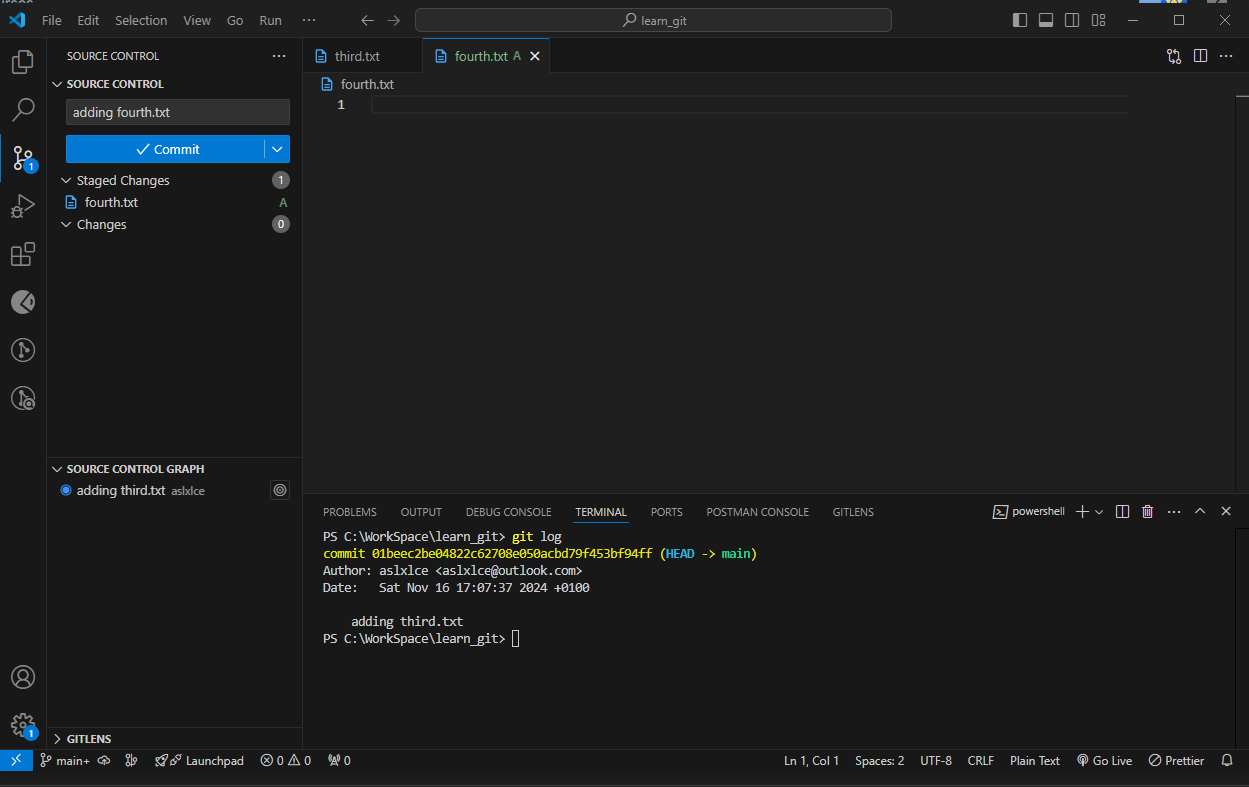 File Edit Selection View Go Run ··· learn_git
SOURCE CONTROL ···
SOURCE CONTROL
adding fourth.txt
Commit
Staged Changes 1
fourth.txt A
Changes 0
1
SOURCE CONTROL GRAPH
adding third.txt aslxlce
1
GITLENS
third.txt fourth.txt A
fourth.txt
1
PROBLEMS OUTPUT DEBUG CONSOLE TERMINAL PORTS POSTMAN CONSOLE GITLENS powershell
PS C:\WorkSpace\learn_git> git log
commit 01beec2be04822c62708e050acbd79f453bf94ff (HEAD -> main)
Author: aslxlce <aslxlce@outlook.com>
Date:   Sat Nov 16 17:07:37 2024 +0100
adding third.txt
PS C:\WorkSpace\learn_git>
main+ Launchpad 0 0 0 Ln 1, Col 1 Spaces: 2 UTF-8 CRLF Plain Text Go Live Prettier